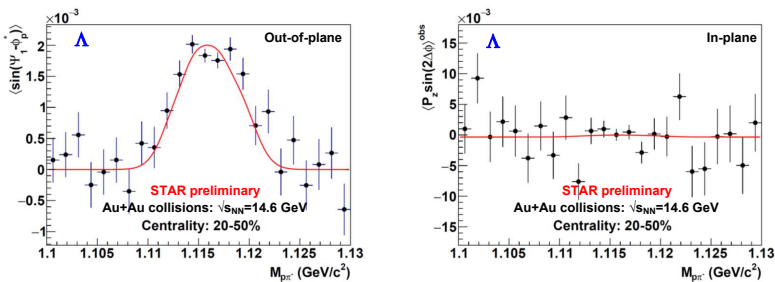 ×10⁻³
Λ
Out-of-plane
⟨sin(Ψ₁-φ*ₚ)⟩
2
1.5
1
0.5
0
−0.5
−1
STAR preliminary
Au+Au collisions: √sNN=14.6 GeV
Centrality: 20-50%
1.1 1.105 1.11 1.115 1.12 1.125 1.13
Mpπ⁻ (GeV/c²)
×10⁻³
Λ
In-plane
⟨Pz sin(2Δϕ)⟩ᵒᵇˢ
15
10
5
0
−5
−10
−15
STAR preliminary
Au+Au collisions: √sNN=14.6 GeV
Centrality: 20-50%
1.1 1.105 1.11 1.115 1.12 1.125 1.13
Mpπ⁻ (GeV/c²)